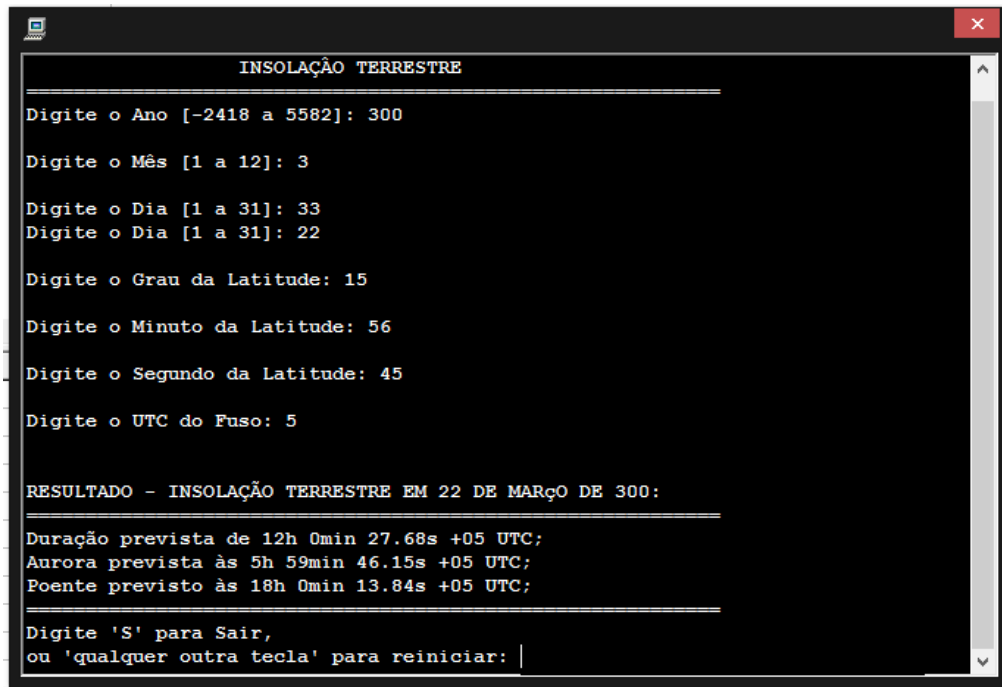 INSOLAÇÂO TERRESTRE
Digite o Ano [-2418 a 5582]: 300
Digite o Mês [1 a 12]: 3
Digite o Dia [1 a 31]: 33
Digite o Dia [1 a 31]: 22
Digite o Grau da Latitude: 15
Digite o Minuto da Latitude: 56
Digite o Segundo da Latitude: 45
Digite o UTC do Fuso: 5
RESULTADO - INSOLAÇÃO TERRESTRE EM 22 DE MARçO DE 300:
Duração prevista de 12h 0min 27.68s +05 UTC;
Aurora prevista às 5h 59min 46.15s +05 UTC;
Poente previsto às 18h 0min 13.84s +05 UTC;
Digite 'S' para Sair,
ou 'qualquer outra tecla' para reiniciar: